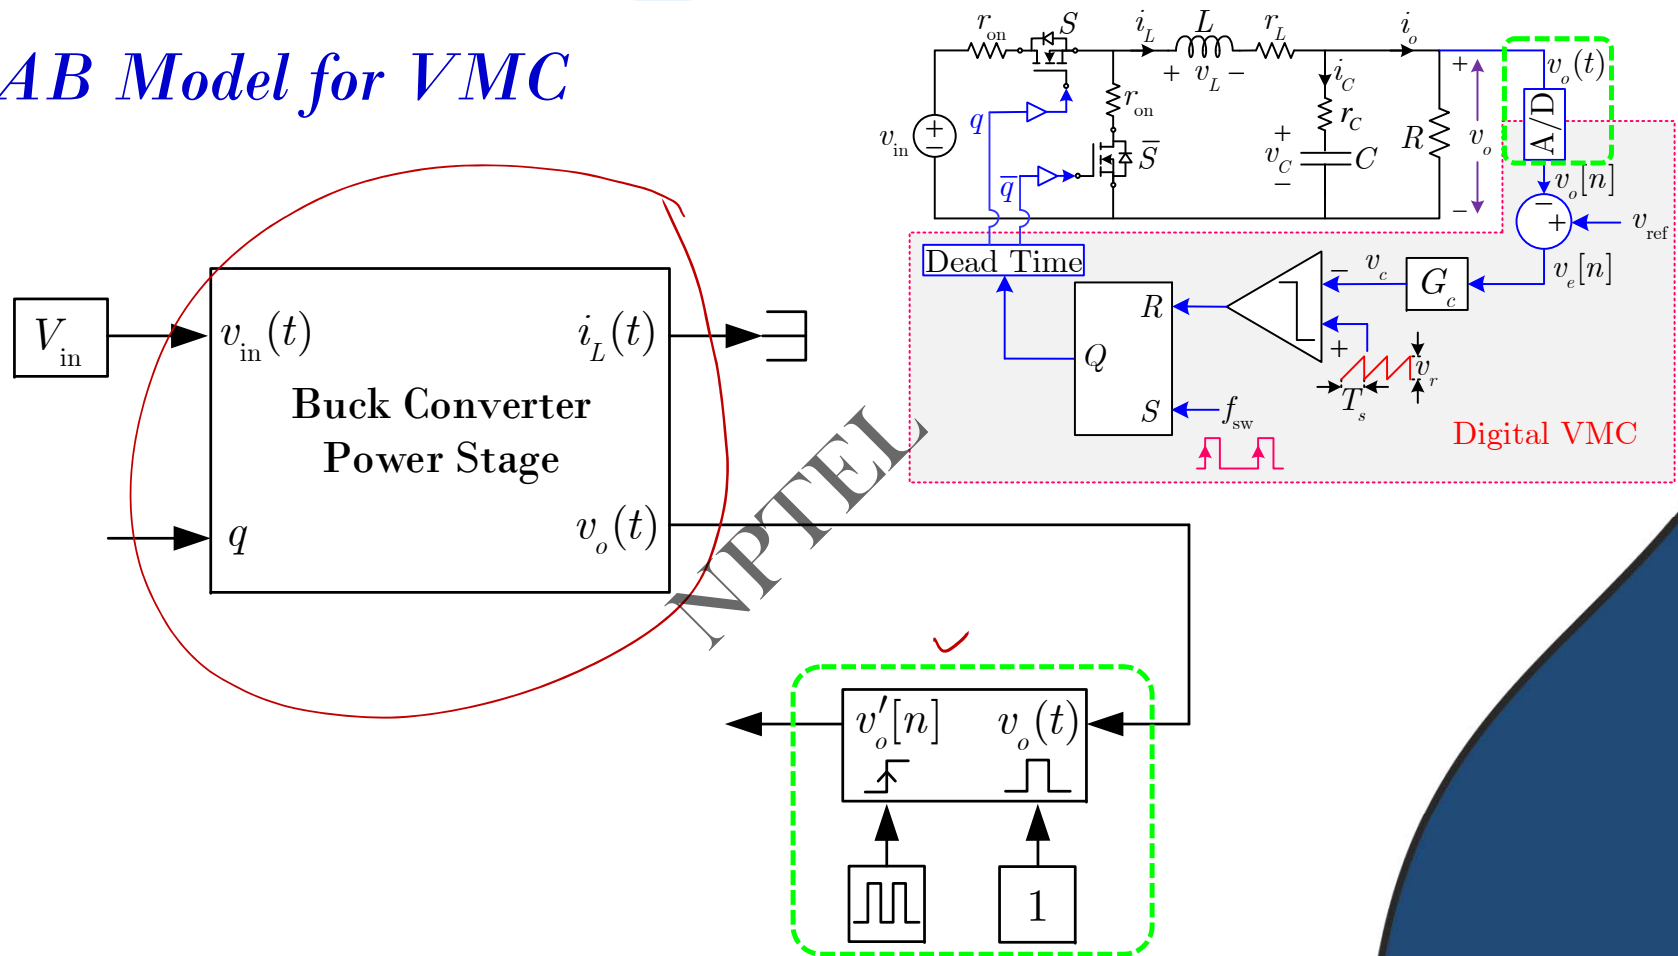 AB Model for VMC
r_on
S
i_L
L
r_L
i_o
+ v_L −
i_C
+
v_o(t)
q
r_on
r_C
A/D
v_in
+
−
S̅
+
v_C
−
C
R
v_o
q̅
−
v_o[n]
−
+
v_ref
Dead Time
v_c
−
G_c
v_e[n]
R
+
Q
v_r
T_s
S
f_sw
Digital VMC
V_in
v_in(t)
i_L(t)
Buck Converter
Power Stage
q
v_o(t)
NPTEL
v′_o[n]
v_o(t)
1